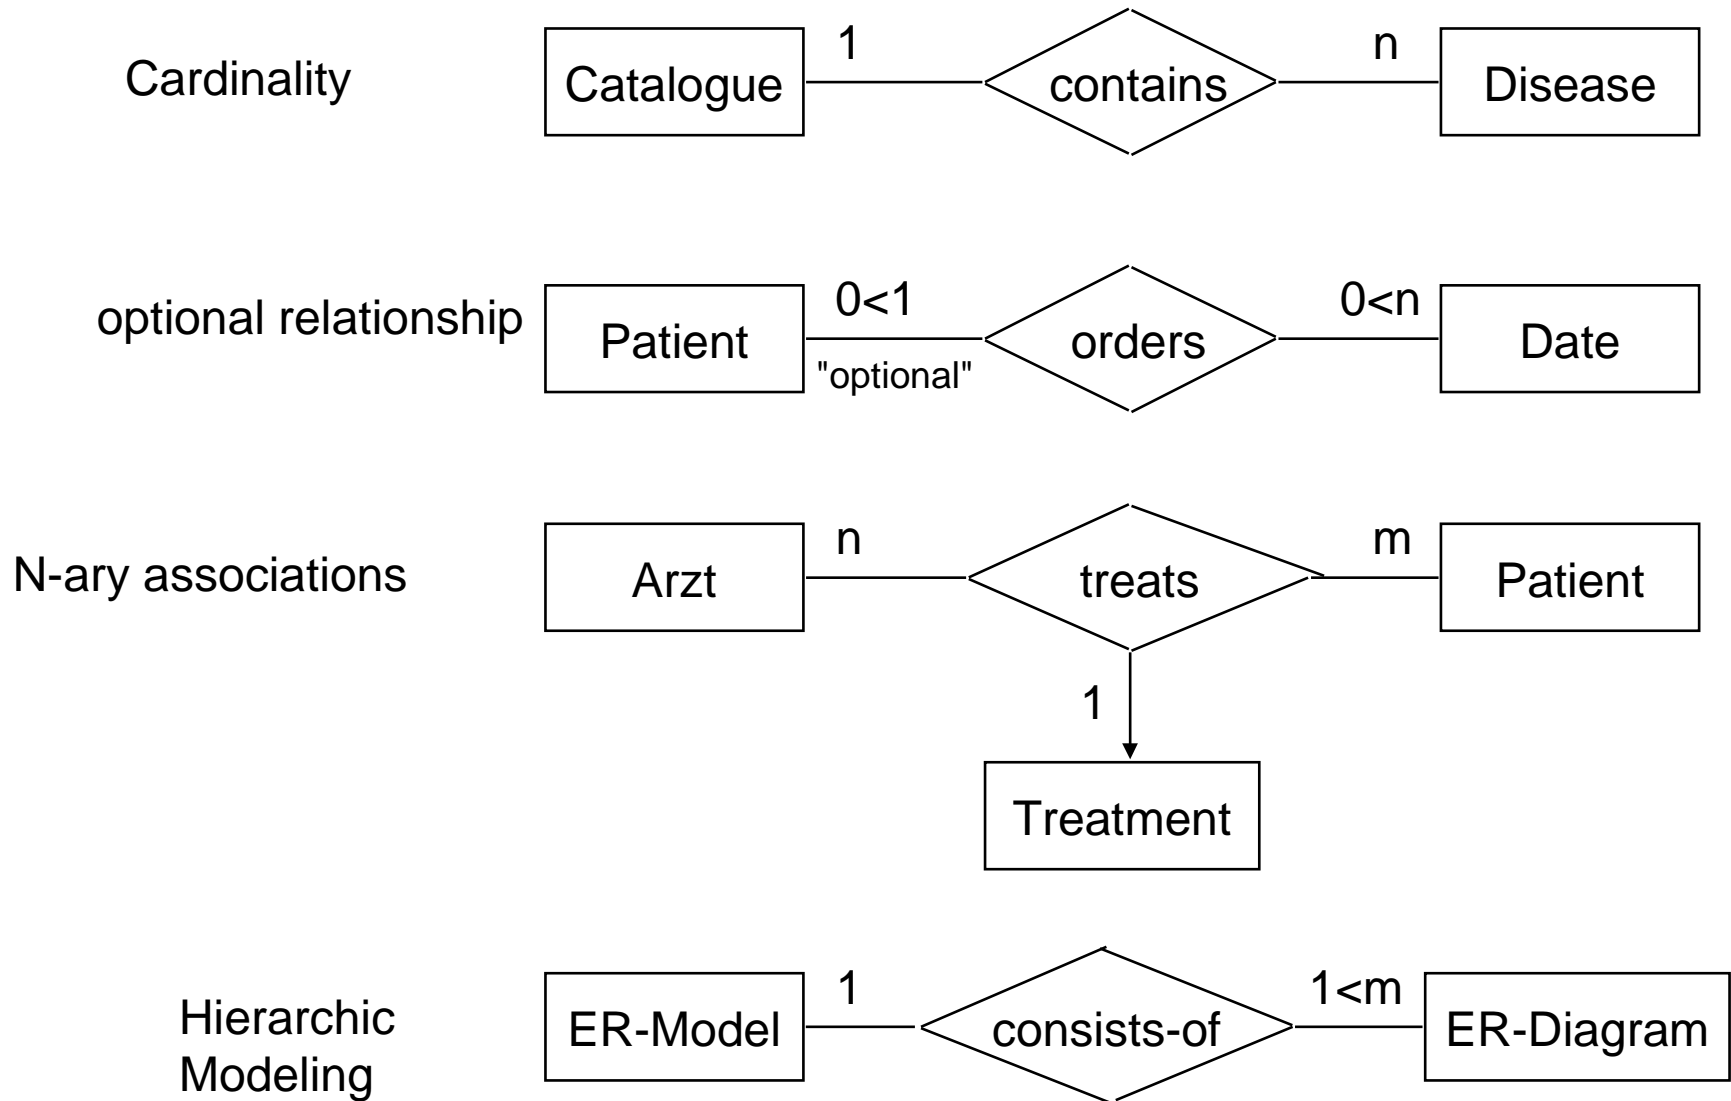 Cardinality
Catalogue
1
contains
n
Disease
optional relationship
Patient
0<1
"optional"
orders
0<n
Date
N-ary associations
Arzt
n
treats
m
Patient
1
Treatment
Hierarchic
Modeling
ER-Model
1
consists-of
1<m
ER-Diagram